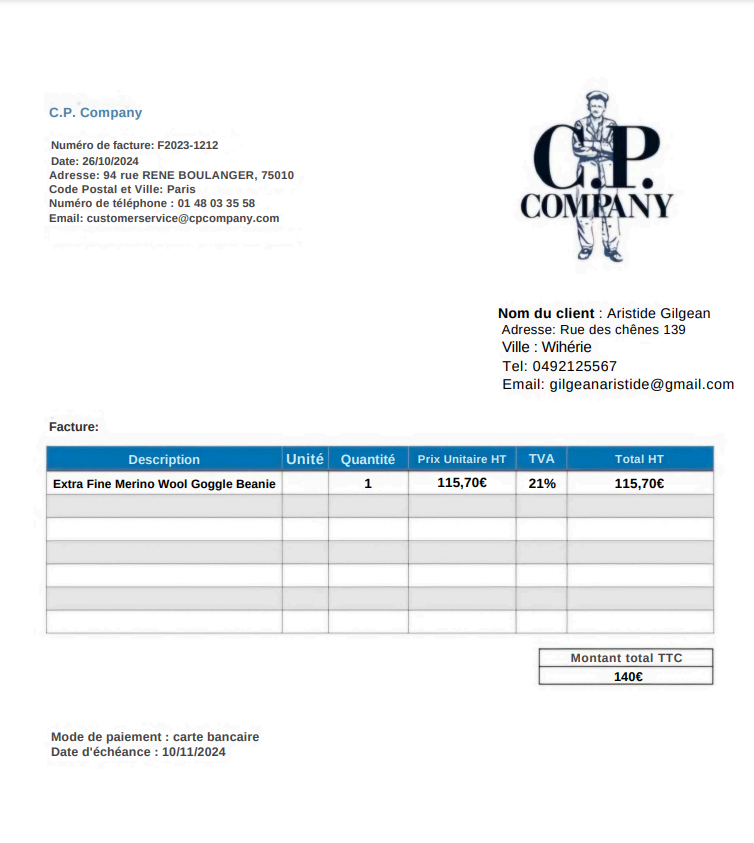 C.P. Company
Numéro de facture: F2023-1212
Date: 26/10/2024
Adresse: 94 rue RENE BOULANGER, 75010
Code Postal et Ville: Paris
Numéro de téléphone : 01 48 03 35 58
Email: customerservice@cpcompany.com
C.P.
COMPANY
Nom du client : Aristide Gilgean
Adresse: Rue des chênes 139
Ville : Wihérie
Tel: 0492125567
Email: gilgeanaristide@gmail.com
Facture:
Description Unité Quantité Prix Unitaire HT TVA Total HT
Extra Fine Merino Wool Goggle Beanie 1 115,70€ 21% 115,70€
Montant total TTC
140€
Mode de paiement : carte bancaire
Date d'échéance : 10/11/2024